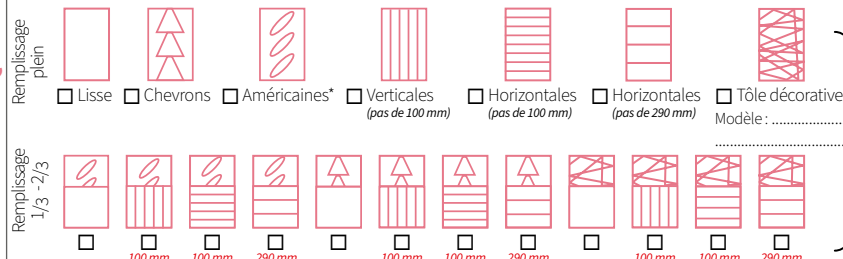 Remplissage
plein
Lisse
Chevrons
Américaines*
Verticales
(pas de 100 mm)
Horizontales
(pas de 100 mm)
Horizontales
(pas de 290 mm)
Tôle décorative
Modèle : ...................
.................................
Remplissage
1/3 -2/3
100 mm
100 mm
290 mm
100 mm
100 mm
290 mm
100 mm
100 mm
290 mm